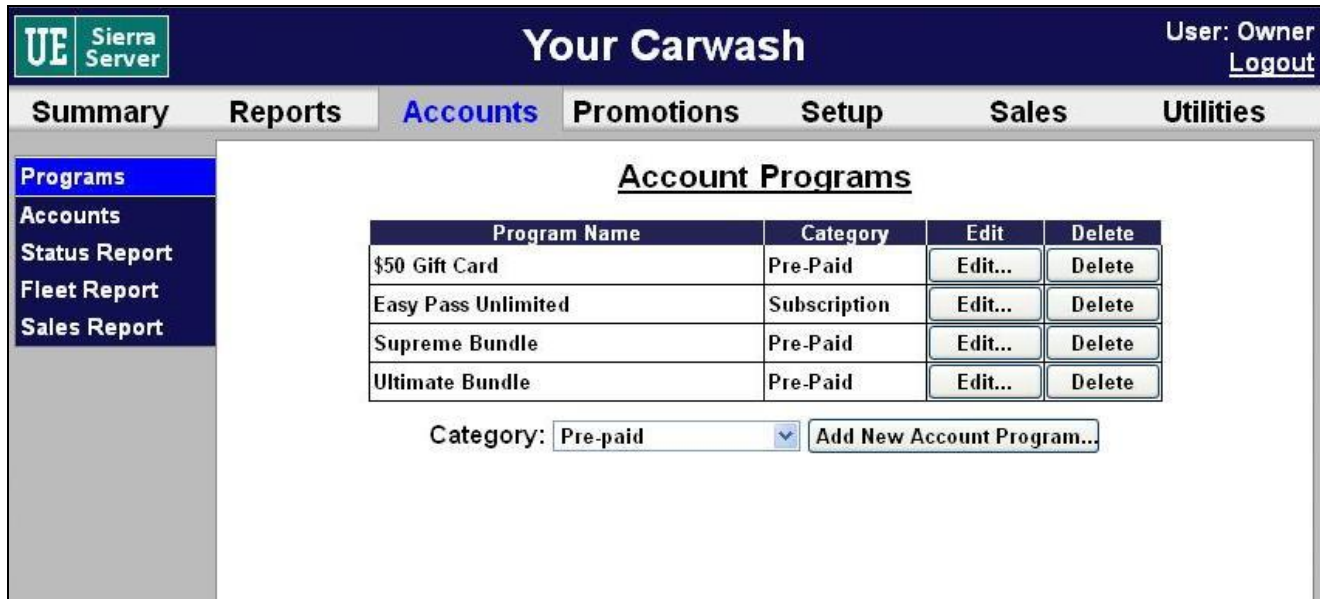 UE Sierra Server
Your Carwash
User: Owner
Logout
Summary Reports Accounts Promotions Setup Sales Utilities
Programs
Accounts
Status Report
Fleet Report
Sales Report
Account Programs
Program Name Category Edit Delete
$50 Gift Card Pre-Paid Edit... Delete
Easy Pass Unlimited Subscription Edit... Delete
Supreme Bundle Pre-Paid Edit... Delete
Ultimate Bundle Pre-Paid Edit... Delete
Category: Pre-paid Add New Account Program...